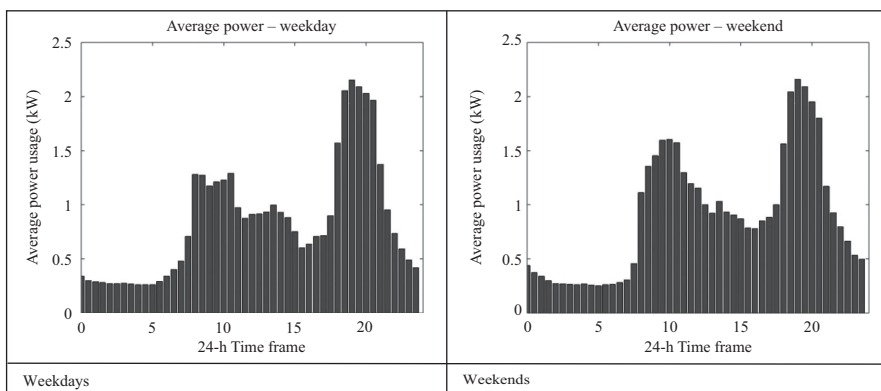 Average power – weekday
2.5
2
1.5
1
0.5
0
Average power usage (kW)
0 5 10 15 20
24-h Time frame
Weekdays
Average power – weekend
2.5
2
1.5
1
0.5
0
Average power usage (kW)
0 5 10 15 20
24-h Time frame
Weekends